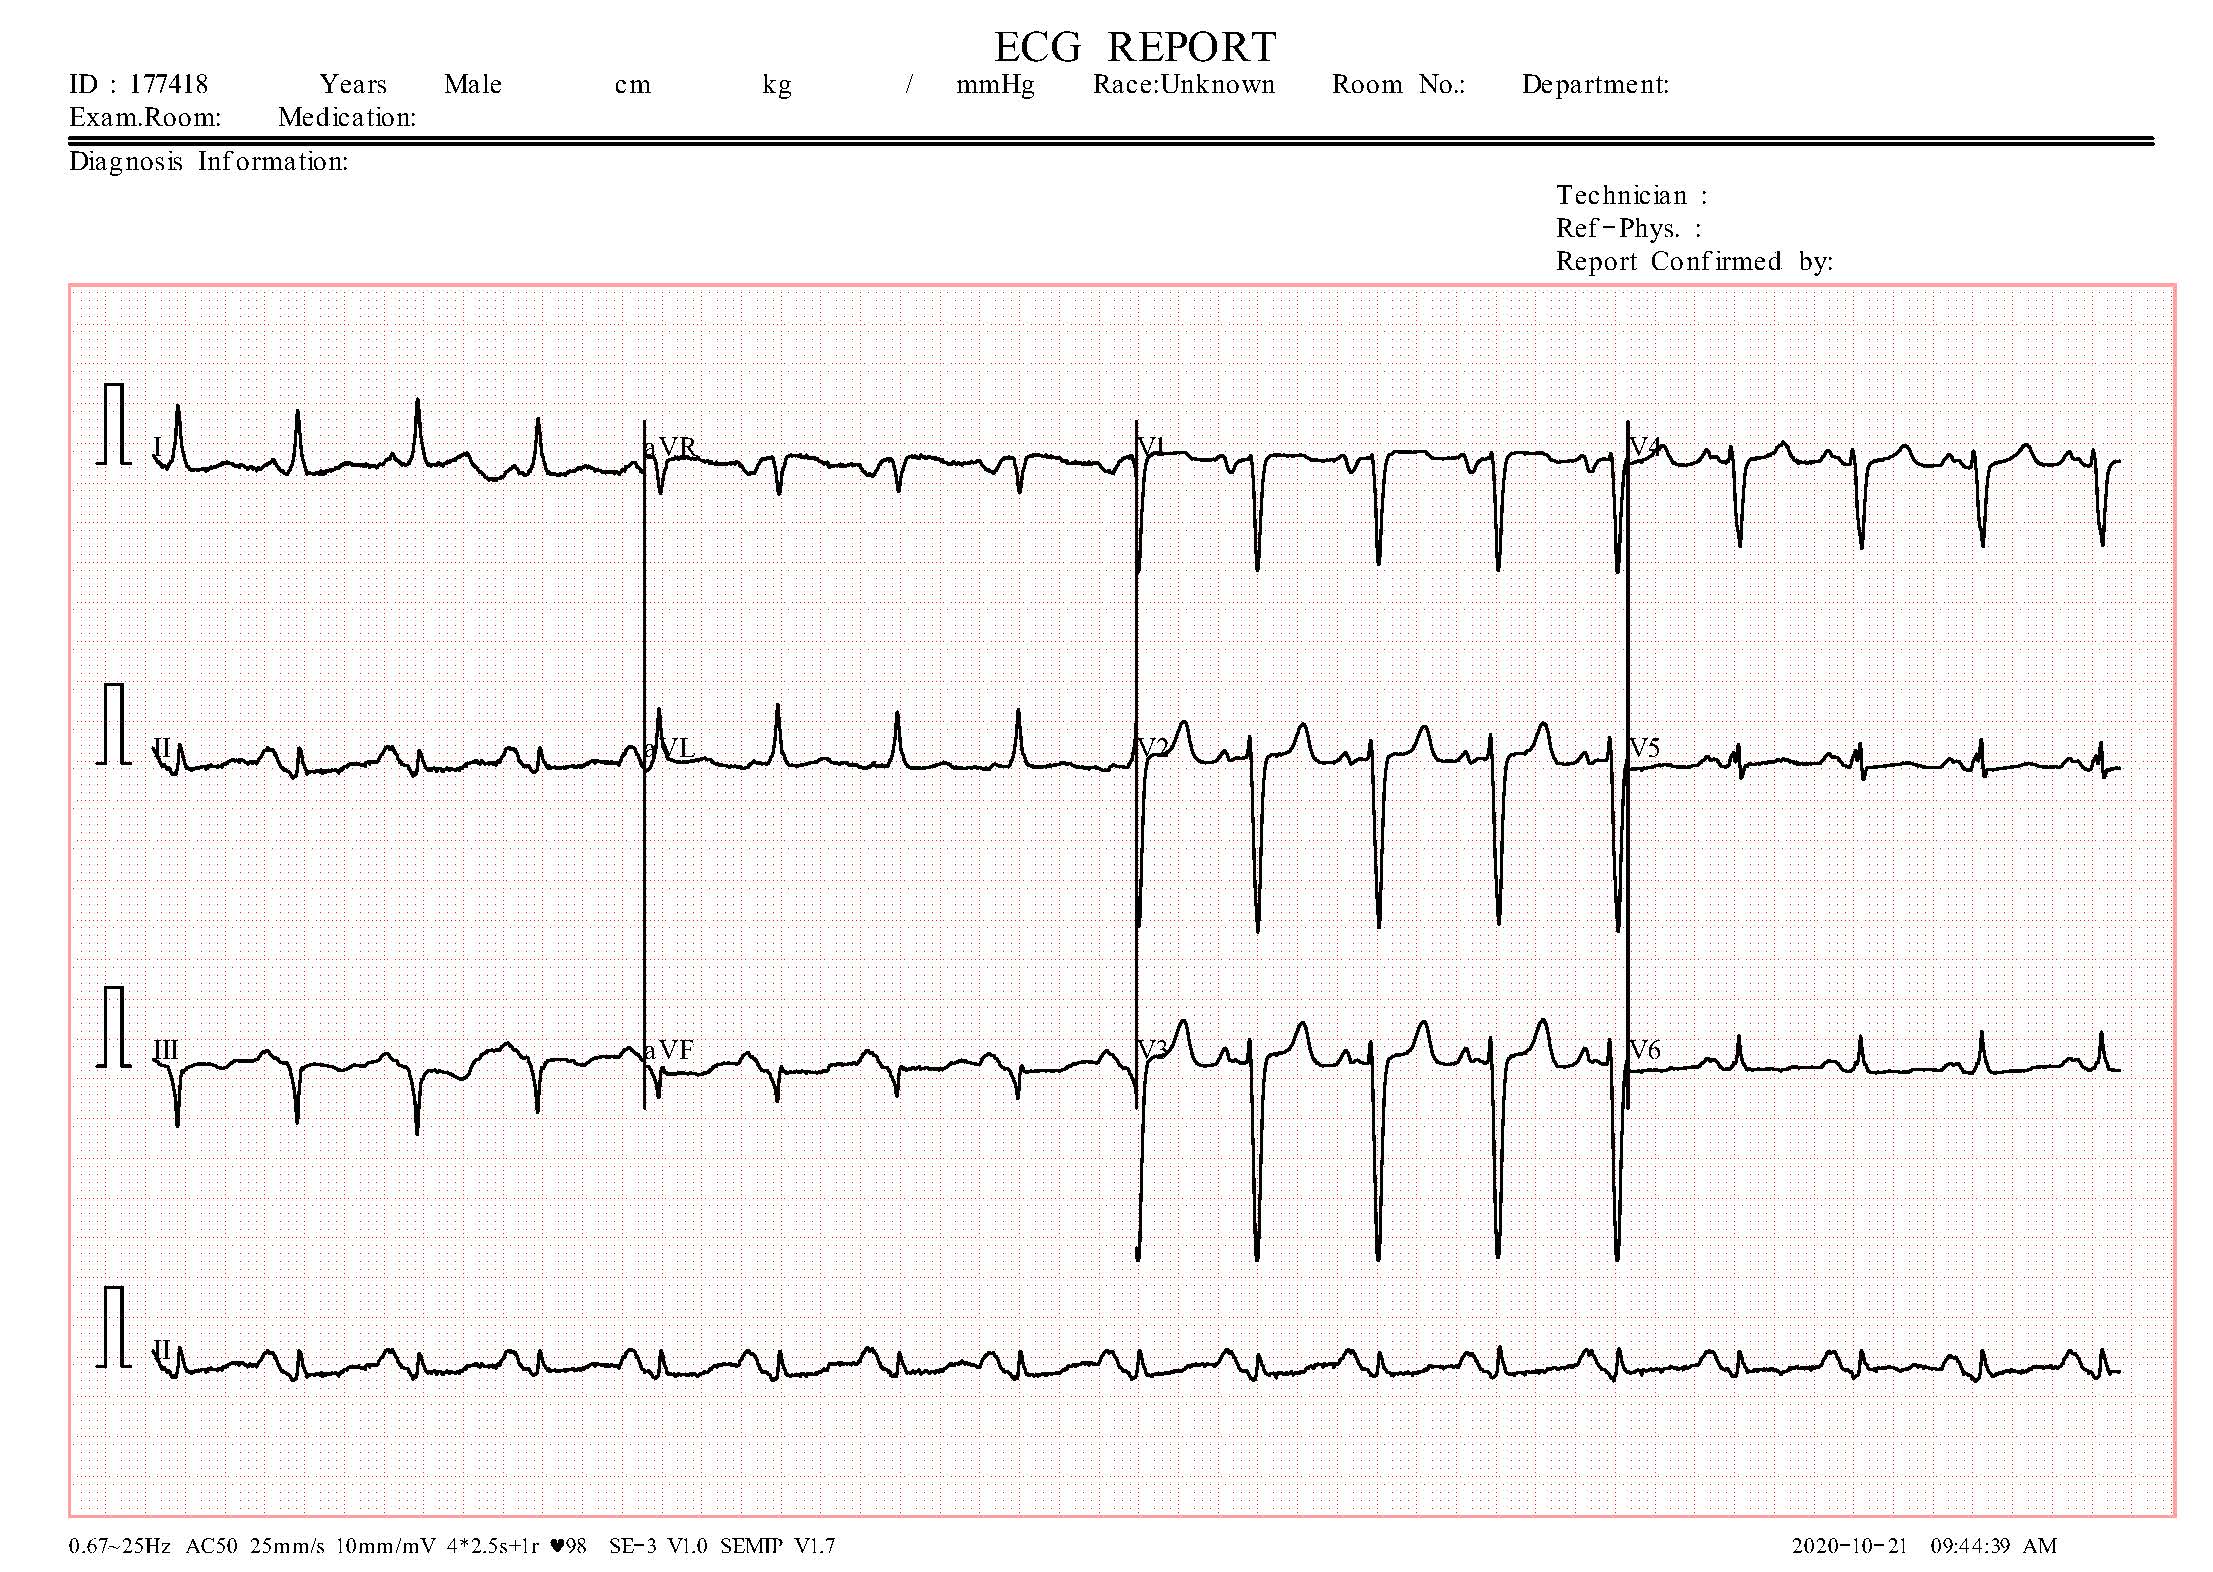 ECG REPORT
ID : 177418 Years Male cm kg / mmHg Race:Unknown Room No.: Department:
Exam.Room: Medication:
Diagnosis Information:
Technician :
Ref-Phys. :
Report Confirmed by:
I aVR V1 V4
II aVL V2 V5
III aVF V3 V6
II
0.67~25Hz AC50 25mm/s 10mm/mV 4*2.5s+1r ♥98 SE-3 V1.0 SEMIP V1.7 2020-10-21 09:44:39 AM